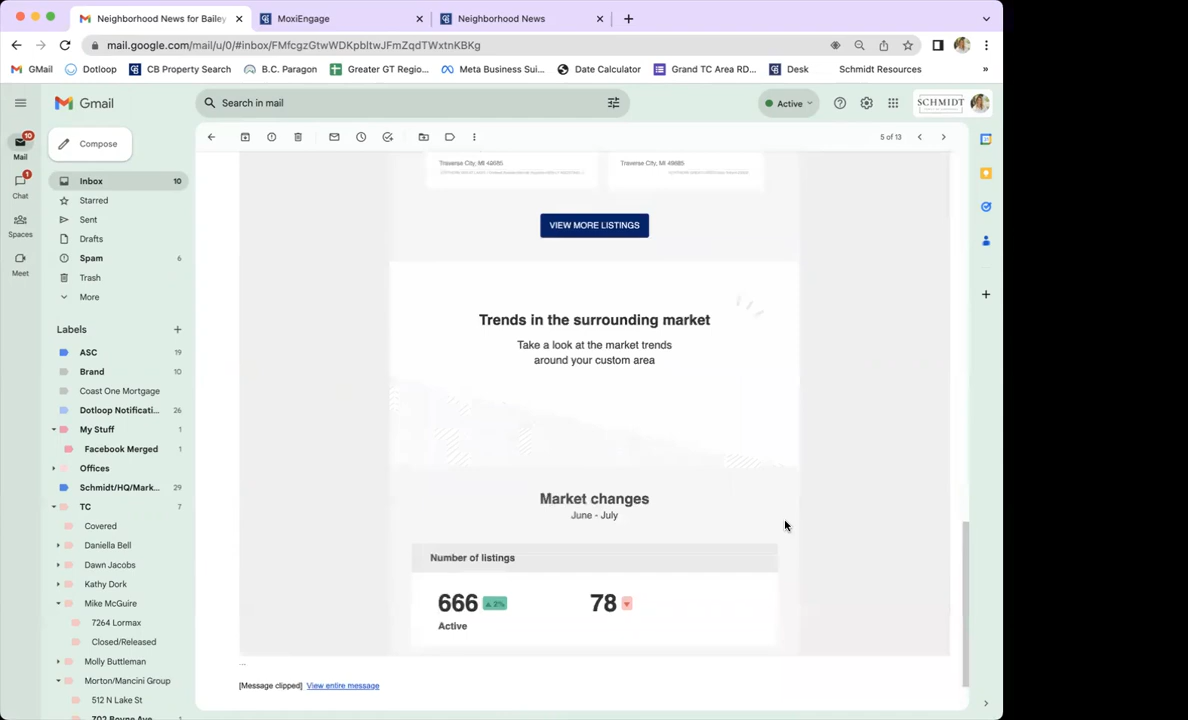 Neighborhood News for Bailey
MoxiEngage
Neighborhood News
mail.google.com/mail/u/0/#inbox/FMfcgzGtwWDKpbltwJFmZqdTWxtnKBKg
GMail
Dotloop
CB Property Search
B.C. Paragon
Greater GT Regio...
Meta Business Sui...
Date Calculator
Grand TC Area RD...
Desk
Schmidt Resources
»
Gmail
Search in mail
Active
SCHMIDT
Compose
5 of 13
10
Mail
1
Chat
Spaces
Meet
Inbox 10
Starred
Sent
Drafts
Spam 6
Trash
More
Labels
ASC 19
Brand 10
Coast One Mortgage
Dotloop Notificati... 26
My Stuff 1
Facebook Merged 1
Offices
Schmidt/HQ/Mark... 29
TC 7
Covered
Daniella Bell
Dawn Jacobs
Kathy Dork
Mike McGuire
7264 Lormax
Closed/Released
Molly Buttleman
Morton/Mancini Group
512 N Lake St
702 Boyne Ave
Traverse City, MI 49685
Traverse City, MI 49685
VIEW MORE LISTINGS
Trends in the surrounding market
Take a look at the market trends
around your custom area
Market changes
June - July
Number of listings
666 2%
78
Active
...
[Message clipped] View entire message